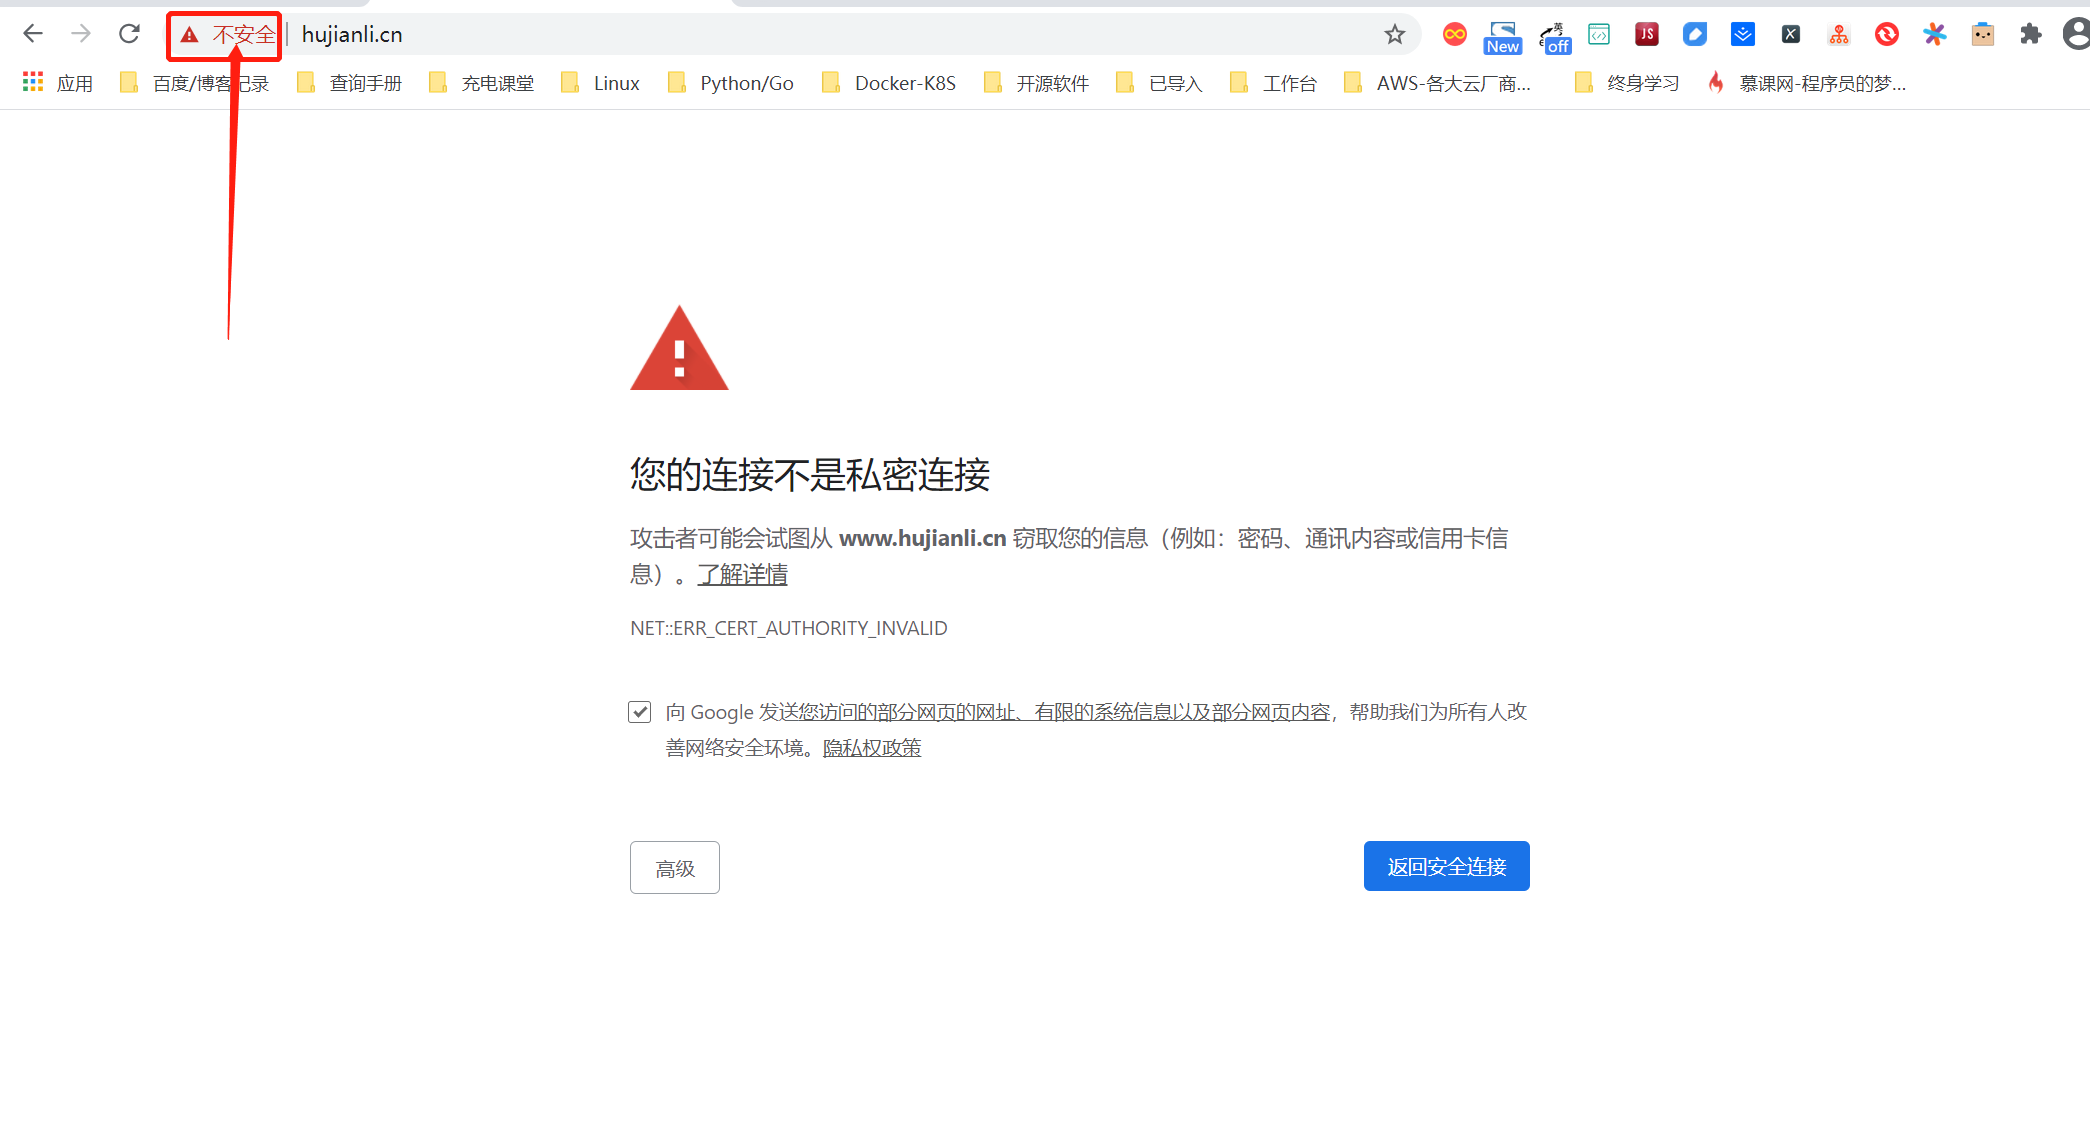 不安全 hujianli.cn
New 英 off JS
应用 百度/博客记录 查询手册 充电课堂 Linux Python/Go Docker-K8S 开源软件 已导入 工作台 AWS-各大云厂商... 终身学习 慕课网-程序员的梦...
您的连接不是私密连接
攻击者可能会试图从 www.hujianli.cn 窃取您的信息（例如：密码、通讯内容或信用卡信
息）。了解详情
NET::ERR_CERT_AUTHORITY_INVALID
向 Google 发送您访问的部分网页的网址、有限的系统信息以及部分网页内容，帮助我们为所有人改
善网络安全环境。隐私权政策
高级 返回安全连接